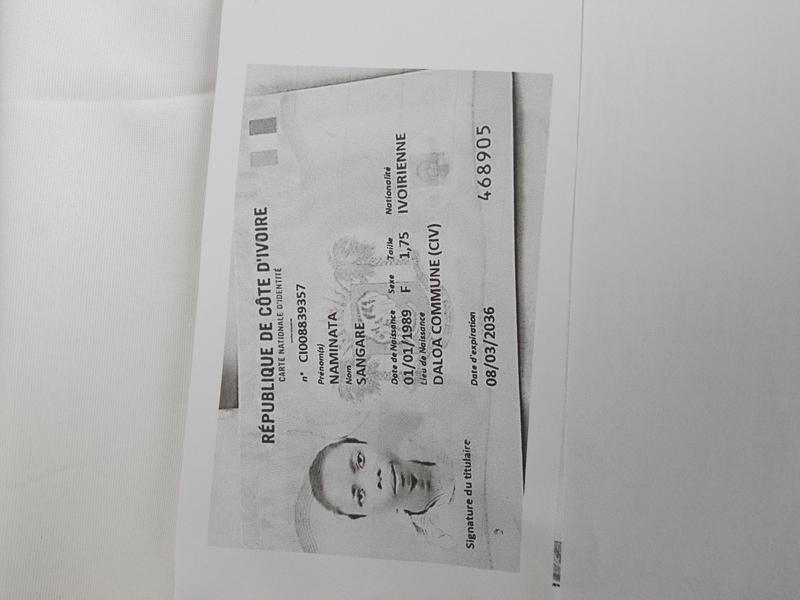 RÉPUBLIQUE DE CÔTE D'IVOIRE
CARTE NATIONALE D'IDENTITÉ
n° CI008839357
Prénom(s)
NAMINATA
Nom
SANGARE
Date de Naissance Sexe Taille Nationalité
01/01/1989 F 1,75 IVOIRIENNE
Lieu de Naissance
DALOA COMMUNE (CIV)
Signature du titulaire
Date d'expiration
08/03/2036
468905